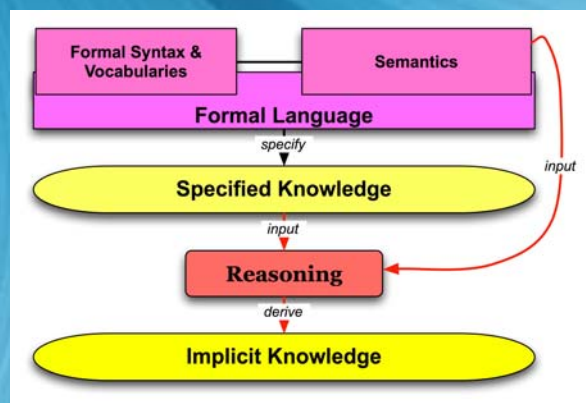 Formal Syntax &
Vocabularies
Semantics
Formal Language
specify
input
Specified Knowledge
input
Reasoning
derive
Implicit Knowledge